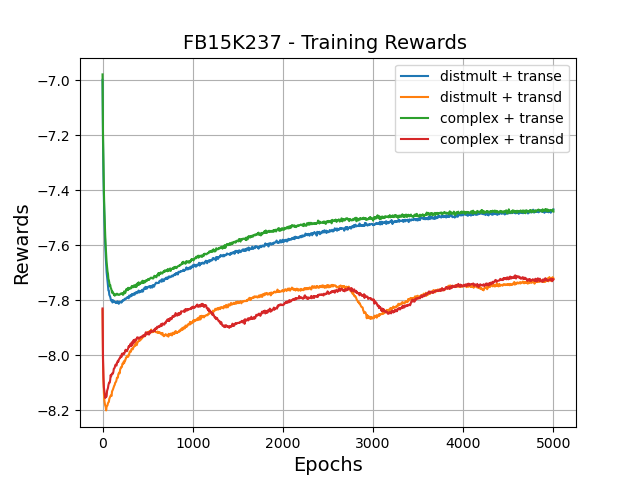 FB15K237 - Training Rewards
distmult + transe
distmult + transd
complex + transe
complex + transd
Rewards
−7.0
−7.2
−7.4
−7.6
−7.8
−8.0
−8.2
0 1000 2000 3000 4000 5000
Epochs